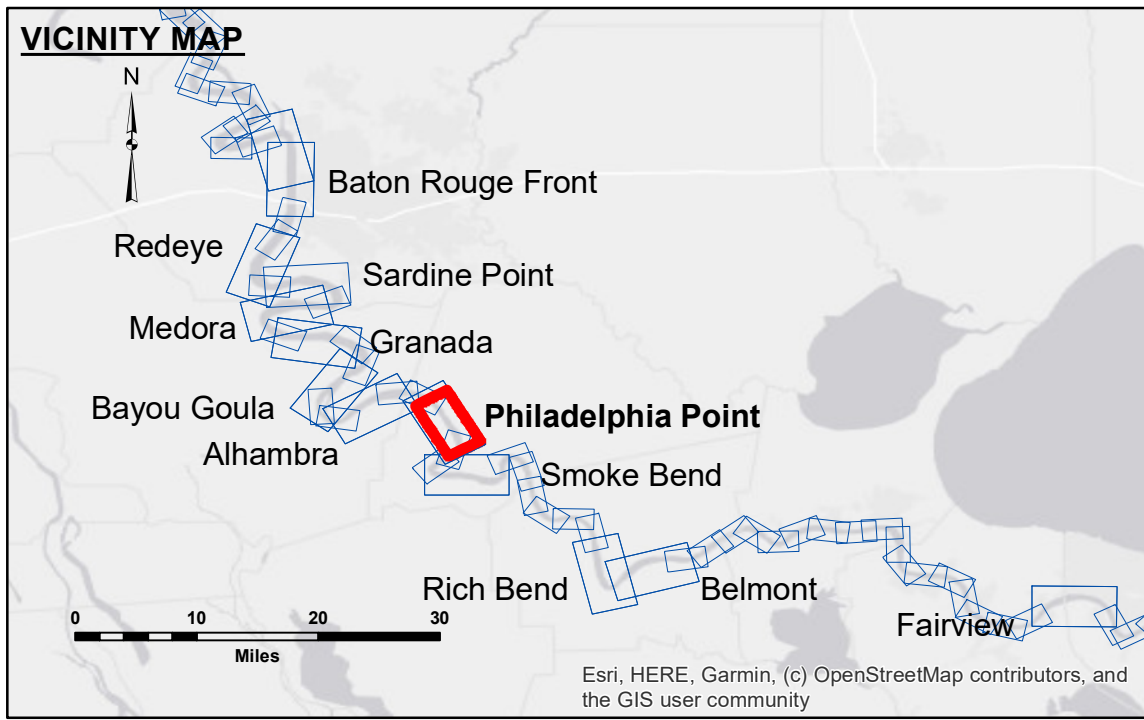 VICINITY MAP
N
Baton Rouge Front
Redeye
Sardine Point
Medora
Granada
Bayou Goula
Philadelphia Point
Alhambra
Smoke Bend
Rich Bend
Belmont
Fairview
0 10 20 30
Miles
Esri, HERE, Garmin, (c) OpenStreetMap contributors, and
the GIS user community